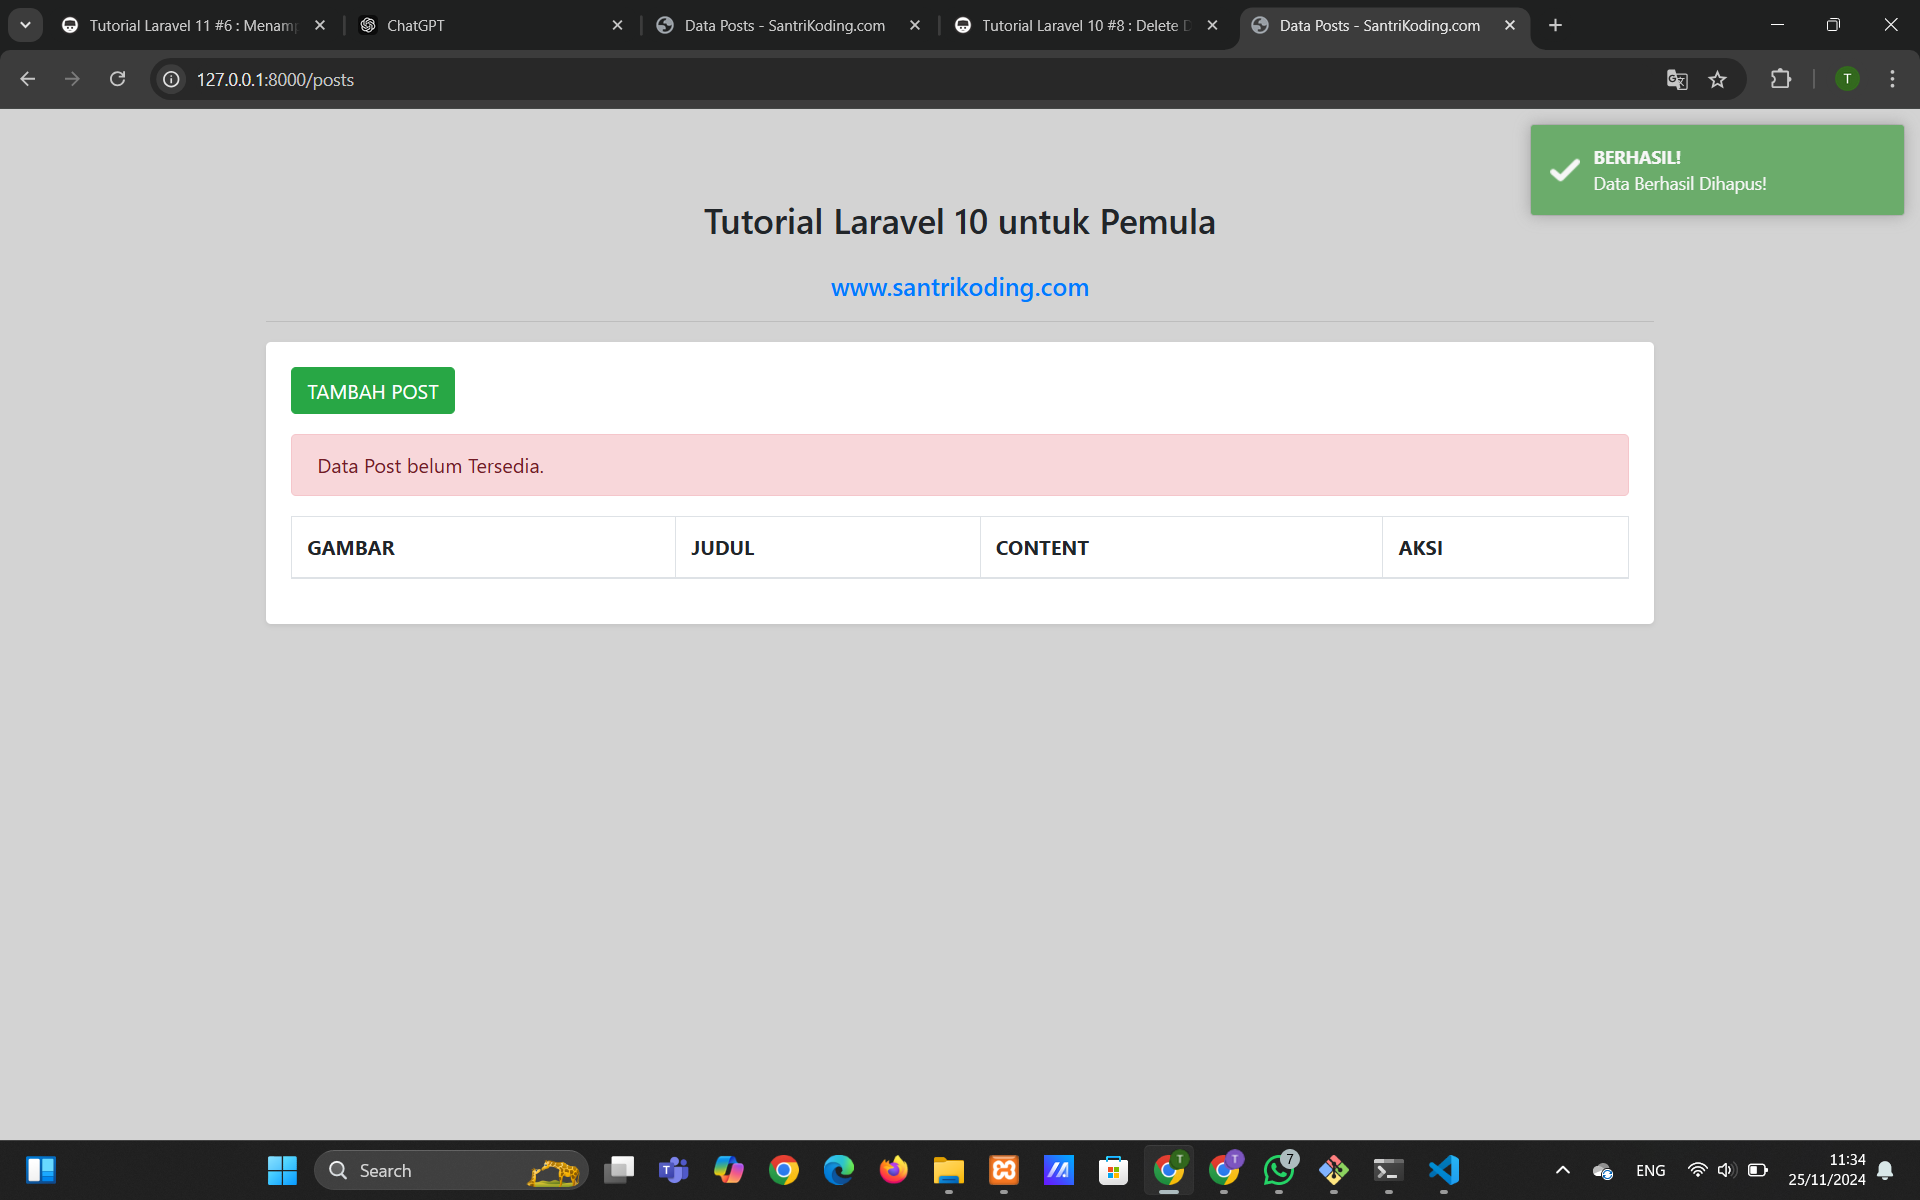 Tutorial Laravel 11 #6 : Menam
ChatGPT
Data Posts - SantriKoding.com
Tutorial Laravel 10 #8 : Delete D
Data Posts - SantriKoding.com
127.0.0.1:8000/posts
T
BERHASIL!
Data Berhasil Dihapus!
Tutorial Laravel 10 untuk Pemula
www.santrikoding.com
TAMBAH POST
Data Post belum Tersedia.
GAMBAR JUDUL CONTENT AKSI
Search
T
T
T
7
ENG
11:34
25/11/2024